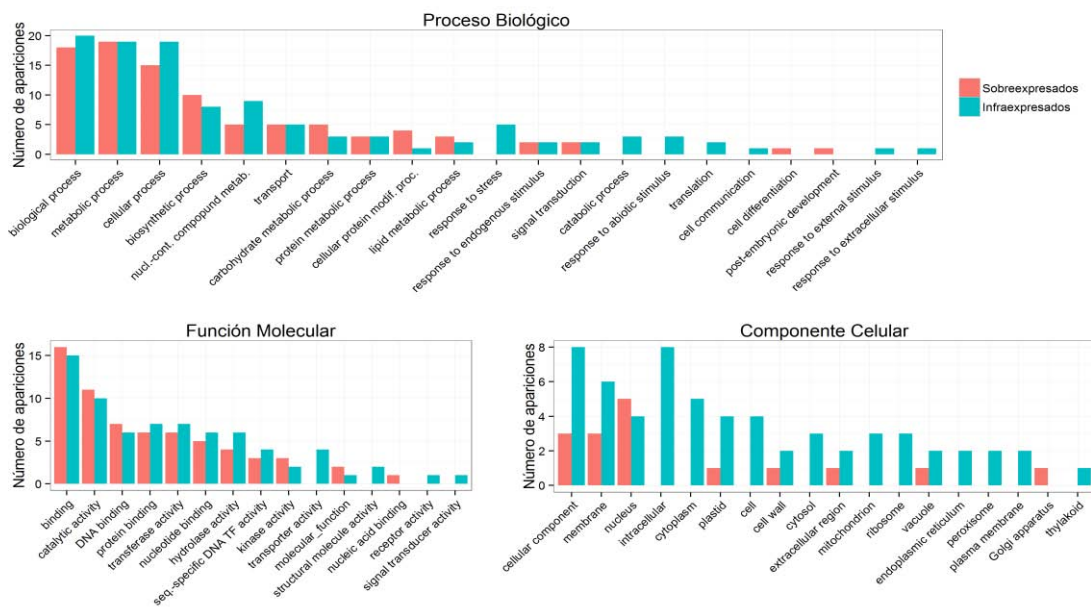 Proceso Biológico
Número de apariciones
20
15
10
5
0
biological process
metabolic process
cellular process
biosynthetic process
nucl.-cont. compopund metab.
transport
carbohydrate metabolic process
protein metabolic process
cellular protein modif. proc.
lipid metabolic process
response to stress
response to endogenous stimulus
signal transduction
catabolic process
response to abiotic stimulus
translation
cell communication
cell differentiation
post-embryonic development
response to external stimulus
response to extracellular stimulus
Sobreexpresados
Infraexpresados
Función Molecular
Número de apariciones
15
10
5
0
binding
catalytic activity
DNA binding
protein binding
transferase activity
nucleotide binding
hydrolase activity
seq.-specific DNA TF activity
kinase activity
transporter activity
molecular_function
structural molecule activity
nucleic acid binding
receptor activity
signal transducer activity
Componente Celular
Número de apariciones
8
6
4
2
0
cellular component
membrane
nucleus
intracellular
cytoplasm
plastid
cell
cell wall
cytosol
extracellular region
mitochondrion
ribosome
vacuole
endoplasmic reticulum
peroxisome
plasma membrane
Golgi apparatus
thylakoid